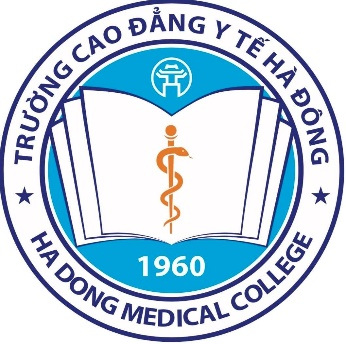 TRƯỜNG CAO ĐẲNG Y TẾ HÀ ĐÔNG
1960
HA DONG MEDICAL COLLEGE